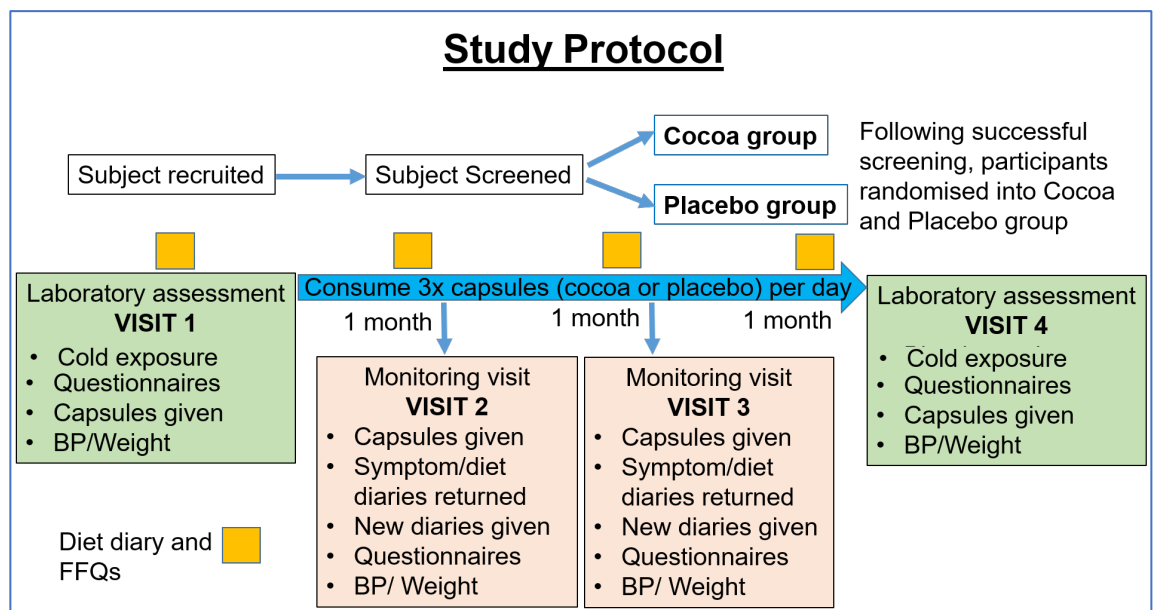 Study Protocol
Cocoa group
Following successful
screening, participants
randomised into Cocoa
and Placebo group
Subject recruited
Subject Screened
Placebo group
Laboratory assessment
VISIT 1
• Cold exposure
• Questionnaires
• Capsules given
• BP/Weight
Consume 3x capsules (cocoa or placebo) per day
1 month
1 month
1 month
Monitoring visit
VISIT 2
• Capsules given
• Symptom/diet
diaries returned
• New diaries given
• Questionnaires
• BP/ Weight
Monitoring visit
VISIT 3
• Capsules given
• Symptom/diet
diaries returned
• New diaries given
• Questionnaires
• BP/ Weight
Laboratory assessment
VISIT 4
• Cold exposure
• Questionnaires
• Capsules given
• BP/Weight
Diet diary and
FFQs